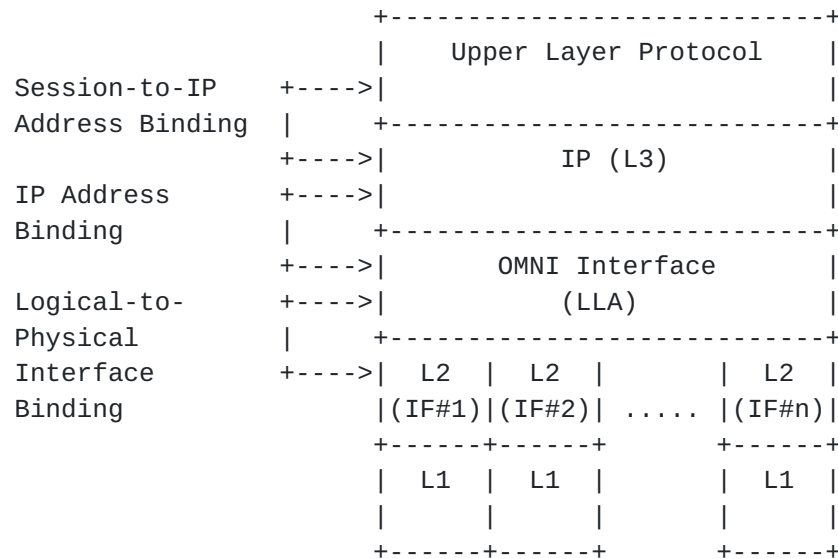 Upper Layer Protocol
Session-to-IP
Address Binding
IP (L3)
IP Address
Binding
OMNI Interface
Logical-to- (LLA)
Physical
Interface L2 L2 L2
Binding (IF#1) (IF#2) ..... (IF#n)
L1 L1 L1